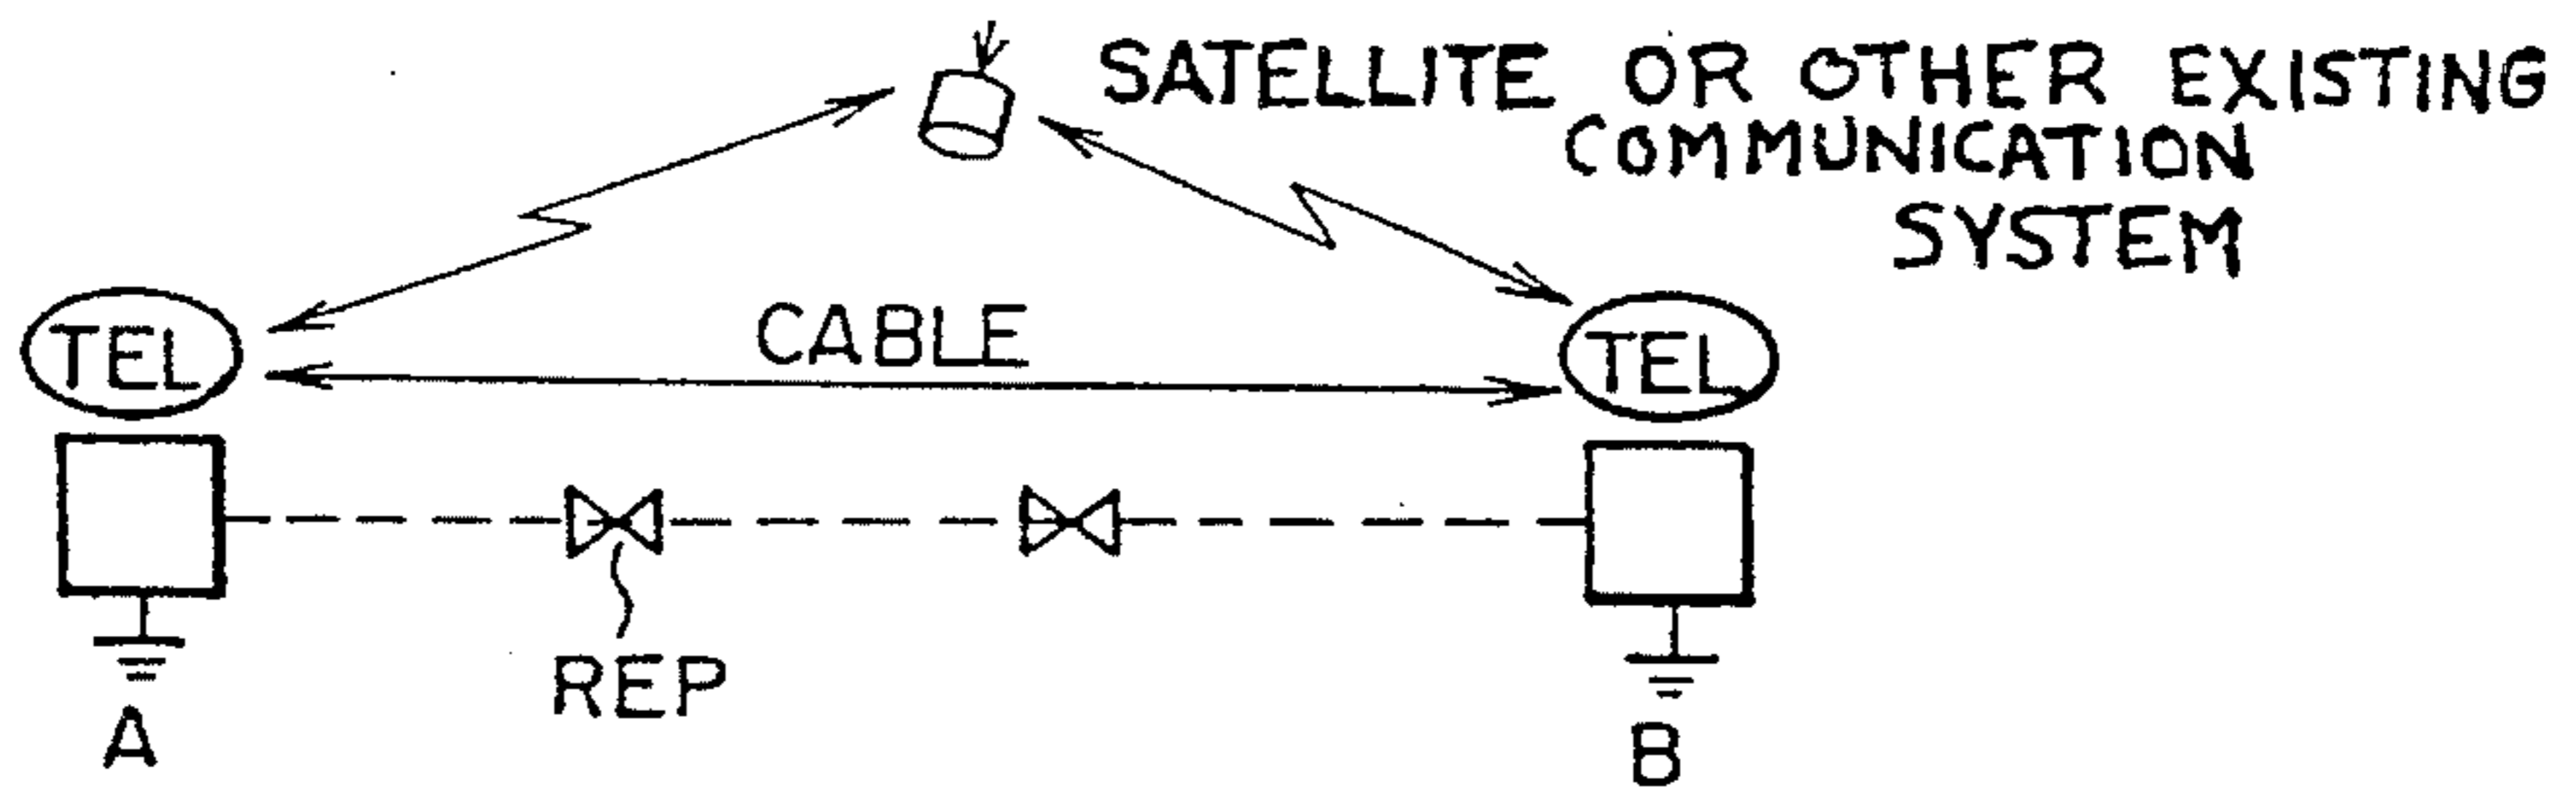 SATELLITE OR OTHER EXISTING
COMMUNICATION
SYSTEM
CABLE
TEL
TEL
REP
A
B